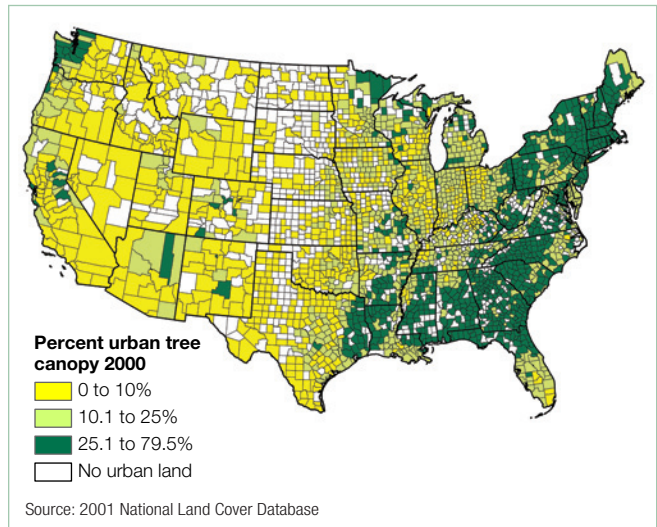 Percent urban tree
canopy 2000
0 to 10%
10.1 to 25%
25.1 to 79.5%
No urban land
Source: 2001 National Land Cover Database